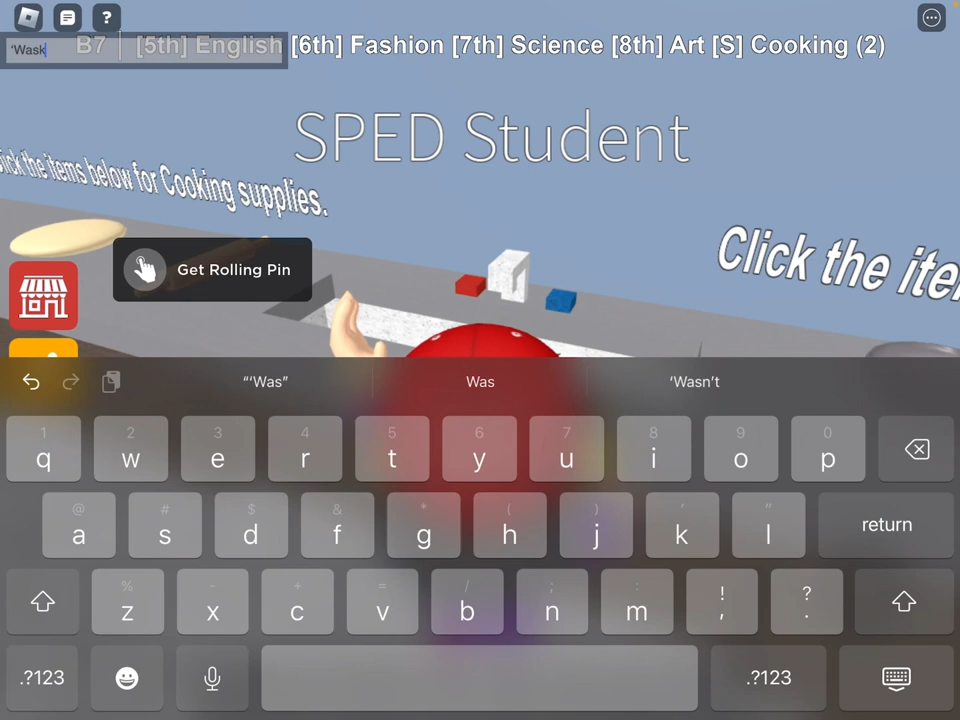 ?
'Wask
B7 | [5th] English [6th] Fashion [7th] Science [8th] Art [S] Cooking (2)
SPED Student
lick the items below for Cooking supplies.
Click the ite
Get Rolling Pin
“‘Was” Was ‘Wasn’t
1 2 3 4 5 6 7 8 9 0
q w e r t y u i o p
@ # $ & * ( ) ' "
a s d f g h j k l return
% - + = / ; : ! ?
z x c v b n m , .
.?123 .?123